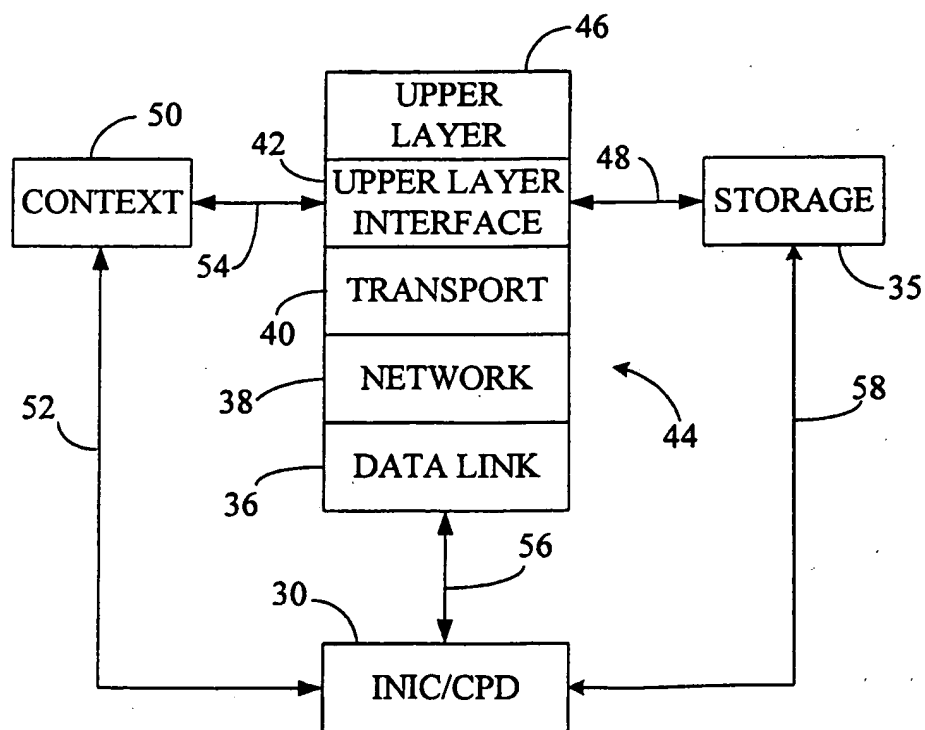 46
UPPER
LAYER
50
42
48
CONTEXT
UPPER LAYER
INTERFACE
STORAGE
54
35
TRANSPORT
40
NETWORK
38
52
44
58
DATA LINK
36
56
30
INIC/CPD